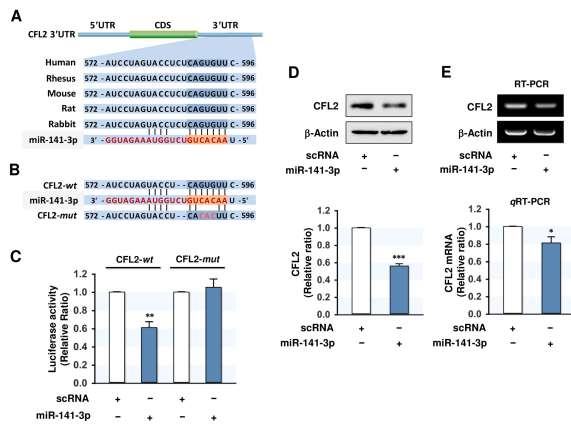 A
5'UTR CDS 3'UTR
CFL2 3'UTR
Human 572 - AUCCUAGUACCUCUCAGUGUU C- 596
Rhesus 572 - AUCCUAGUACCUCUCAGUGUU C- 596
Mouse 572 - AUCCUAGUACCUCUCAGUGUU C- 596
Rat 572 - AUCCUAGUACCUCUCAGUGUU C- 596
Rabbit 572 - AUCCUAGUACCUCUCAGUGUU C- 596
miR-141-3p 3' -GGUAGAAAUGGUCUGUCACAA U - 5'
B
CFL2-wt 572 - AUCCUAGUACCU--CAGUGUU C- 596
miR-141-3p 3' -GGUAGAAAUGGUCUGUCACAA U - 5'
CFL2-mut 572 -AUCCUAGUACCU--CACACUU C- 596
C
CFL2-wt CFL2-mut
Luciferase activity
(Relative Ratio)
1.2
1.0
0.8
0.6
0.4
0.2
0
**
scRNA + – + –
miR-141-3p – + – +
D
CFL2
β-Actin
scRNA + –
miR-141-3p – +
CFL2
(Relative ratio)
1.2
1.0
0.8
0.6
0.4
0.2
0
***
scRNA + –
miR-141-3p – +
E
RT-PCR
CFL2
β-Actin
scRNA + –
miR-141-3p – +
qRT-PCR
CFL2 mRNA
(Relative ratio)
1.2
1.0
0.8
0.6
0.4
0.2
0
*
scRNA + –
miR-141-3p – +